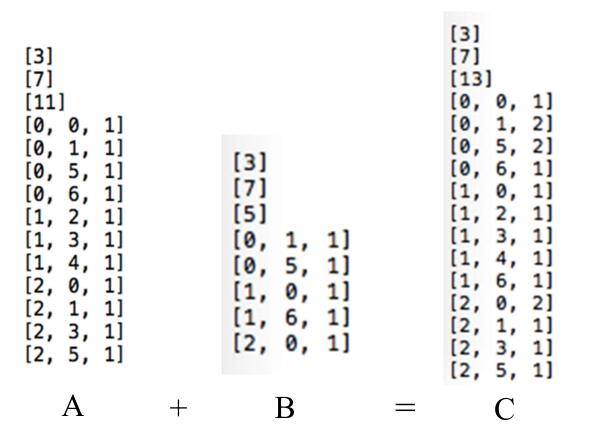 [3]
[7]
[11]
[0, 0, 1]
[0, 1, 1]
[0, 5, 1]
[0, 6, 1]
[1, 2, 1]
[1, 3, 1]
[1, 4, 1]
[2, 0, 1]
[2, 1, 1]
[2, 3, 1]
[2, 5, 1]
[3]
[7]
[5]
[0, 1, 1]
[0, 5, 1]
[1, 0, 1]
[1, 6, 1]
[2, 0, 1]
[3]
[7]
[13]
[0, 0, 1]
[0, 1, 2]
[0, 5, 2]
[0, 6, 1]
[1, 0, 1]
[1, 2, 1]
[1, 3, 1]
[1, 4, 1]
[1, 6, 1]
[2, 0, 2]
[2, 1, 1]
[2, 3, 1]
[2, 5, 1]
A + B = C